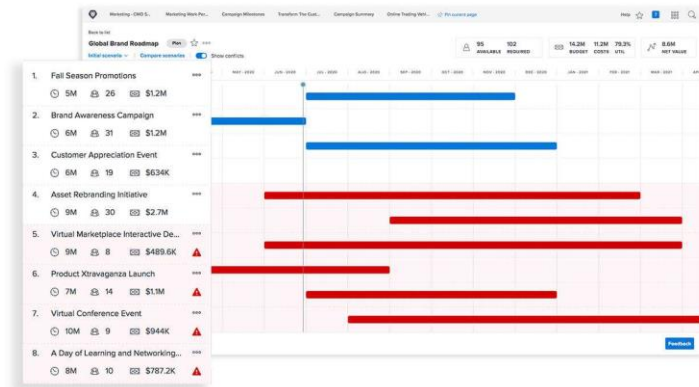 Marketing - CMO S...
Marketing Work Per...
Campaign Milestones
Transform The Cust...
Campaign Summary
Online Trading Vehi...
Pin current page
Help
Back to list
Global Brand Roadmap
Plan
Initial scenario
Compare scenarios
Show conflicts
95 AVAILABLE
102 REQUIRED
14.2M BUDGET
11.2M COSTS
79.3% UTIL
8.6M NET VALUE
MAY - 2020
JUN - 2020
JUL - 2020
AUG - 2020
SEP - 2020
OCT - 2020
NOV - 2020
DEC - 2020
JAN - 2021
FEB - 2021
MAR - 2021
1. Fall Season Promotions
5M 26 $1.2M
2. Brand Awareness Campaign
6M 31 $1.2M
3. Customer Appreciation Event
6M 19 $634K
4. Asset Rebranding Initiative
9M 30 $2.7M
5. Virtual Marketplace Interactive De...
9M 8 $489.6K
6. Product Xtravaganza Launch
7M 14 $1.1M
7. Virtual Conference Event
10M 9 $944K
8. A Day of Learning and Networking...
8M 10 $787.2K
Feedback